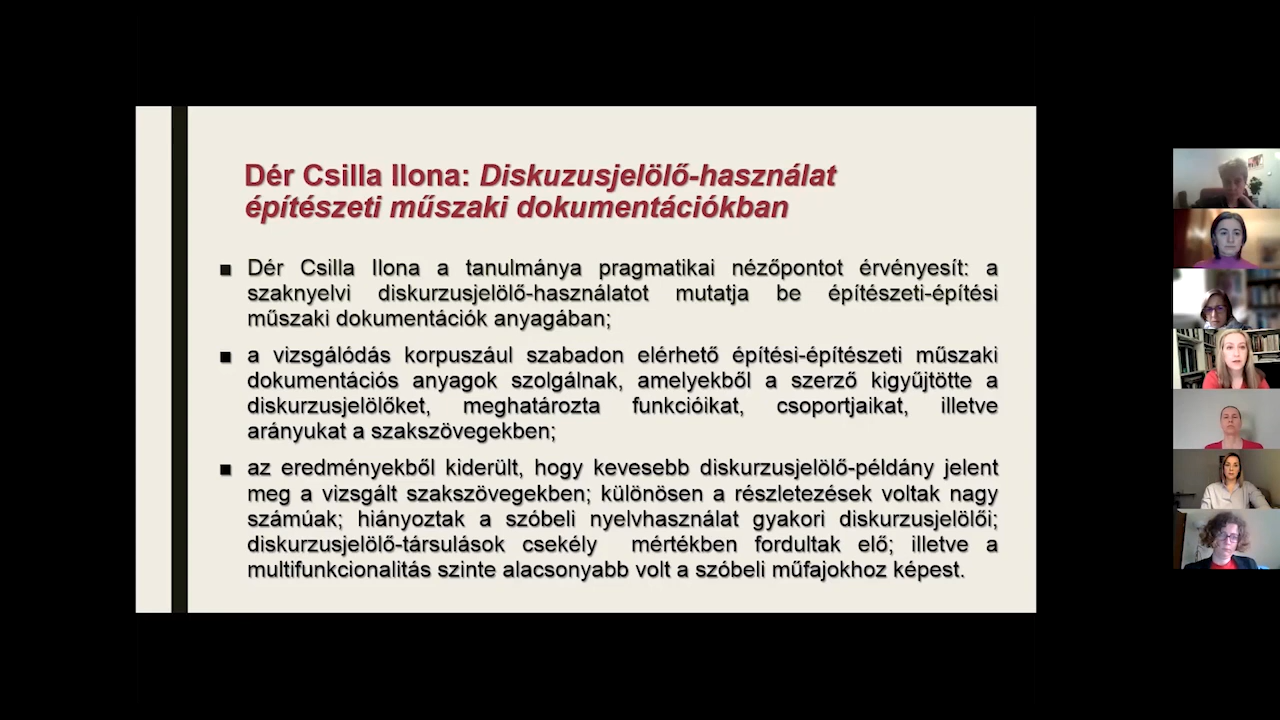 Dér Csilla Ilona: Diskuzusjelölő-használat
építészeti műszaki dokumentációkban
■ Dér Csilla Ilona a tanulmánya pragmatikai nézőpontot érvényesít: a
szaknyelvi diskurzusjelölő-használatot mutatja be építészeti-építési
műszaki dokumentációk anyagában;
■ a vizsgálódás korpuszául szabadon elérhető építési-építészeti műszaki
dokumentációs anyagok szolgálnak, amelyekből a szerző kigyűjtötte a
diskurzusjelölőket, meghatározta funkcióikat, csoportjaikat, illetve
arányukat a szakszövegekben;
■ az eredményekből kiderült, hogy kevesebb diskurzusjelölő-példány jelent
meg a vizsgált szakszövegekben; különösen a részletezések voltak nagy
számúak; hiányoztak a szóbeli nyelvhasználat gyakori diskurzusjelölői;
diskurzusjelölő-társulások csekély mértékben fordultak elő; illetve a
multifunkcionalitás szinte alacsonyabb volt a szóbeli műfajokhoz képest.